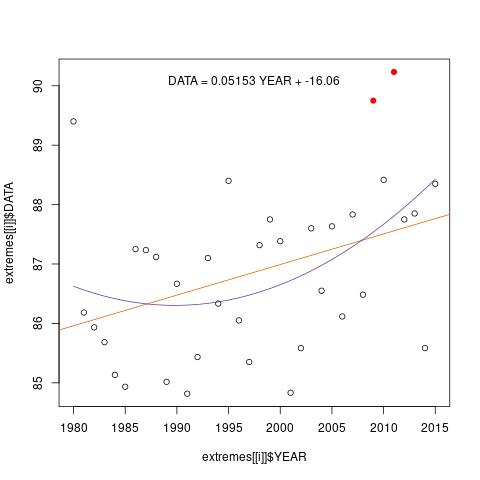 DATA = 0.05153 YEAR + -16.06
90
89
88
87
86
85
extremes[[i]]$DATA
1980 1985 1990 1995 2000 2005 2010 2015
extremes[[i]]$YEAR